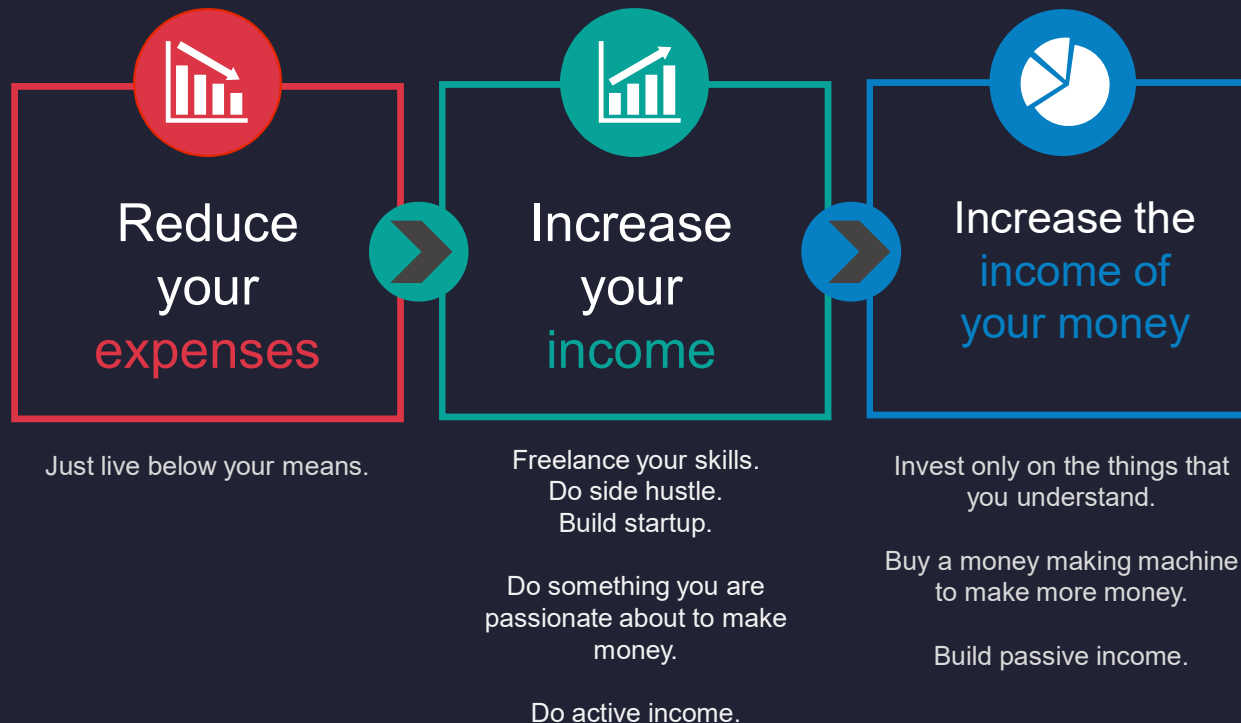 Reduce
your
expenses
Just live below your means.
Increase
your
income
Freelance your skills.
Do side hustle.
Build startup.
Do something you are
passionate about to make
money.
Do active income.
Increase the
income of
your money
Invest only on the things that
you understand.
Buy a money making machine
to make more money.
Build passive income.